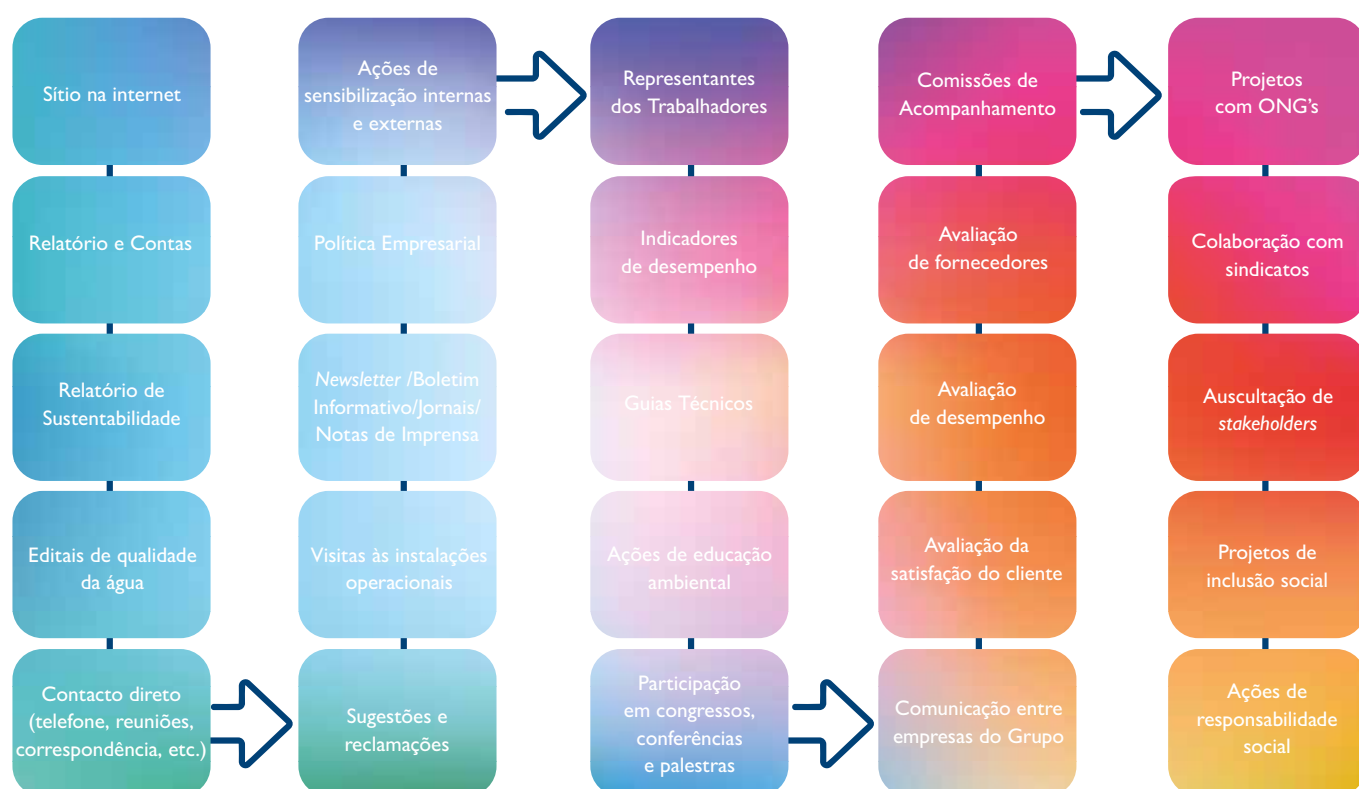 Sítio na internet
Relatório e Contas
Relatório de
Sustentabilidade
Editais de qualidade
da água
Contacto direto
(telefone, reuniões,
correspondência, etc.)
Sugestões e
reclamações
Visitas às instalações
operacionais
Newsletter /Boletim
Informativo/Jornais/
Notas de Imprensa
Política Empresarial
Ações de
sensibilização internas
e externas
Representantes
dos Trabalhadores
Indicadores
de desempenho
Guias Técnicos
Ações de educação
ambiental
Participação
em congressos,
conferências
e palestras
Comunicação entre
empresas do Grupo
Avaliação da
satisfação do cliente
Avaliação
de desempenho
Avaliação
de fornecedores
Comissões de
Acompanhamento
Projetos
com ONG's
Colaboração com
sindicatos
Auscultação de
stakeholders
Projetos de
inclusão social
Ações de
responsabilidade
social